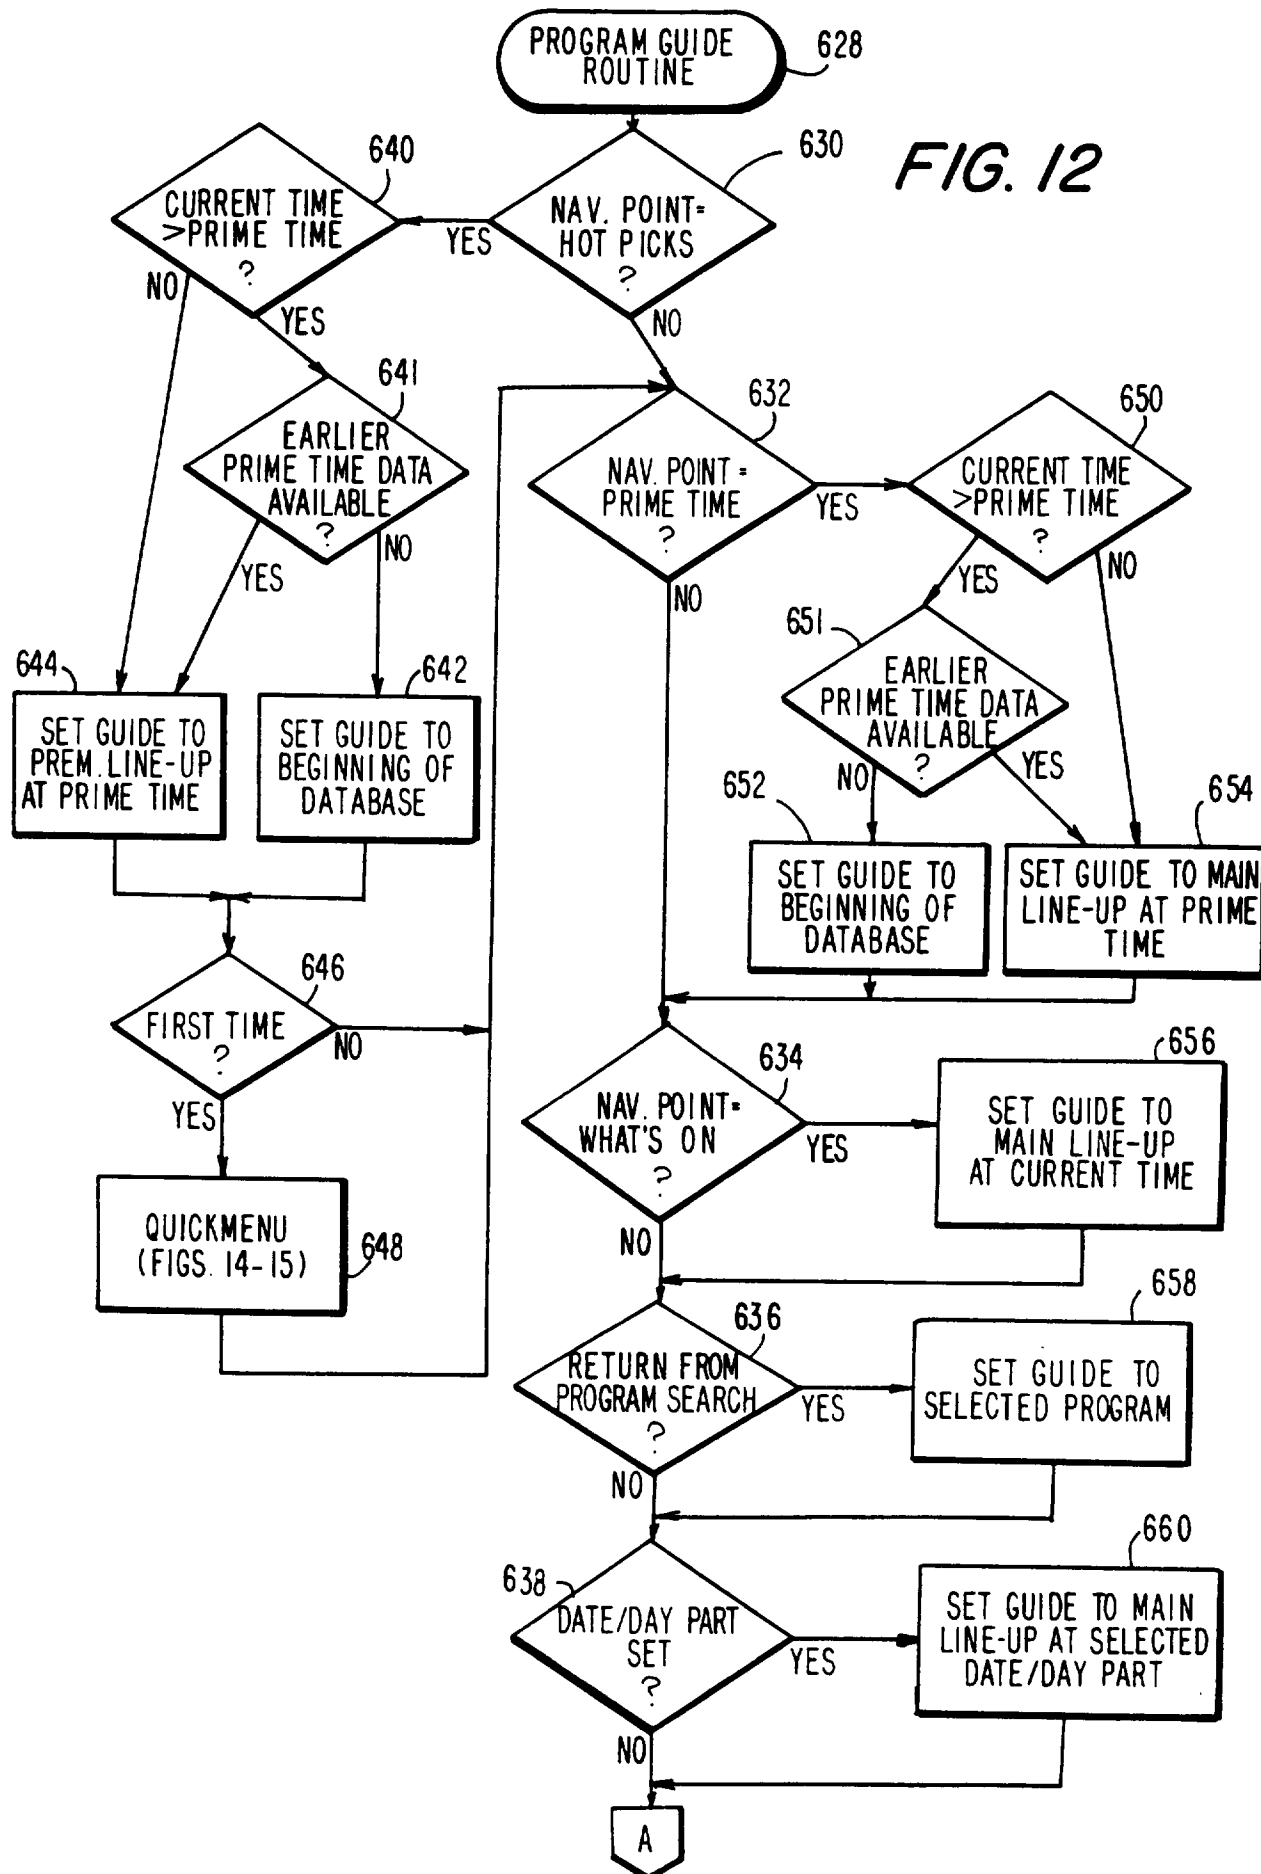 PROGRAM GUIDE
ROUTINE
628
FIG. 12
630
NAV. POINT=
HOT PICKS
?
YES
NO
640
CURRENT TIME
>PRIME TIME
?
NO
YES
641
EARLIER
PRIME TIME DATA
AVAILABLE
?
YES
NO
644
SET GUIDE TO
PREM. LINE-UP
AT PRIME TIME
642
SET GUIDE TO
BEGINNING OF
DATABASE
646
FIRST TIME
?
NO
YES
QUICKMENU
(FIGS. 14-15)
648
632
NAV. POINT=
PRIME TIME
?
YES
NO
650
CURRENT TIME
>PRIME TIME
?
YES
NO
651
EARLIER
PRIME TIME DATA
AVAILABLE
?
NO
YES
652
SET GUIDE TO
BEGINNING OF
DATABASE
654
SET GUIDE TO MAIN
LINE-UP AT PRIME
TIME
634
NAV. POINT=
WHAT'S ON
?
YES
NO
656
SET GUIDE TO
MAIN LINE-UP
AT CURRENT TIME
636
RETURN FROM
PROGRAM SEARCH
?
YES
NO
658
SET GUIDE TO
SELECTED PROGRAM
638
DATE/DAY PART
SET
?
YES
NO
660
SET GUIDE TO MAIN
LINE-UP AT SELECTED
DATE/DAY PART
A